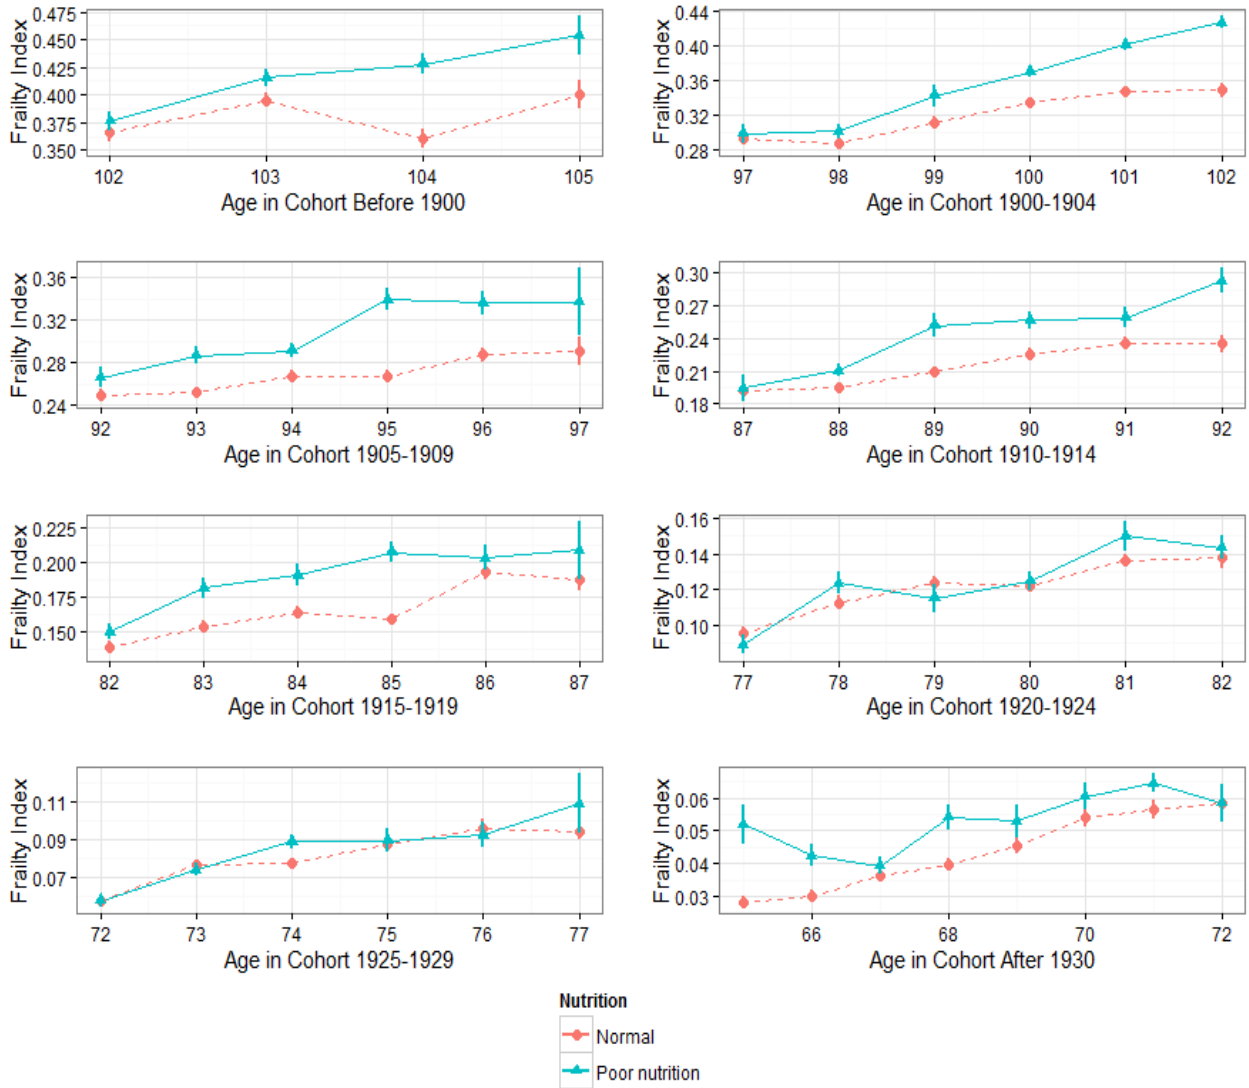 Frailty Index
0.475
0.450
0.425
0.400
0.375
0.350
102 103 104 105
Age in Cohort Before 1900
Frailty Index
0.44
0.40
0.36
0.32
0.28
97 98 99 100 101 102
Age in Cohort 1900-1904
Frailty Index
0.36
0.32
0.28
0.24
92 93 94 95 96 97
Age in Cohort 1905-1909
Frailty Index
0.30
0.27
0.24
0.21
0.18
87 88 89 90 91 92
Age in Cohort 1910-1914
Frailty Index
0.225
0.200
0.175
0.150
82 83 84 85 86 87
Age in Cohort 1915-1919
Frailty Index
0.16
0.14
0.12
0.10
77 78 79 80 81 82
Age in Cohort 1920-1924
Frailty Index
0.11
0.09
0.07
72 73 74 75 76 77
Age in Cohort 1925-1929
Frailty Index
0.06
0.05
0.04
0.03
66 68 70 72
Age in Cohort After 1930
Nutrition
Normal
Poor nutrition